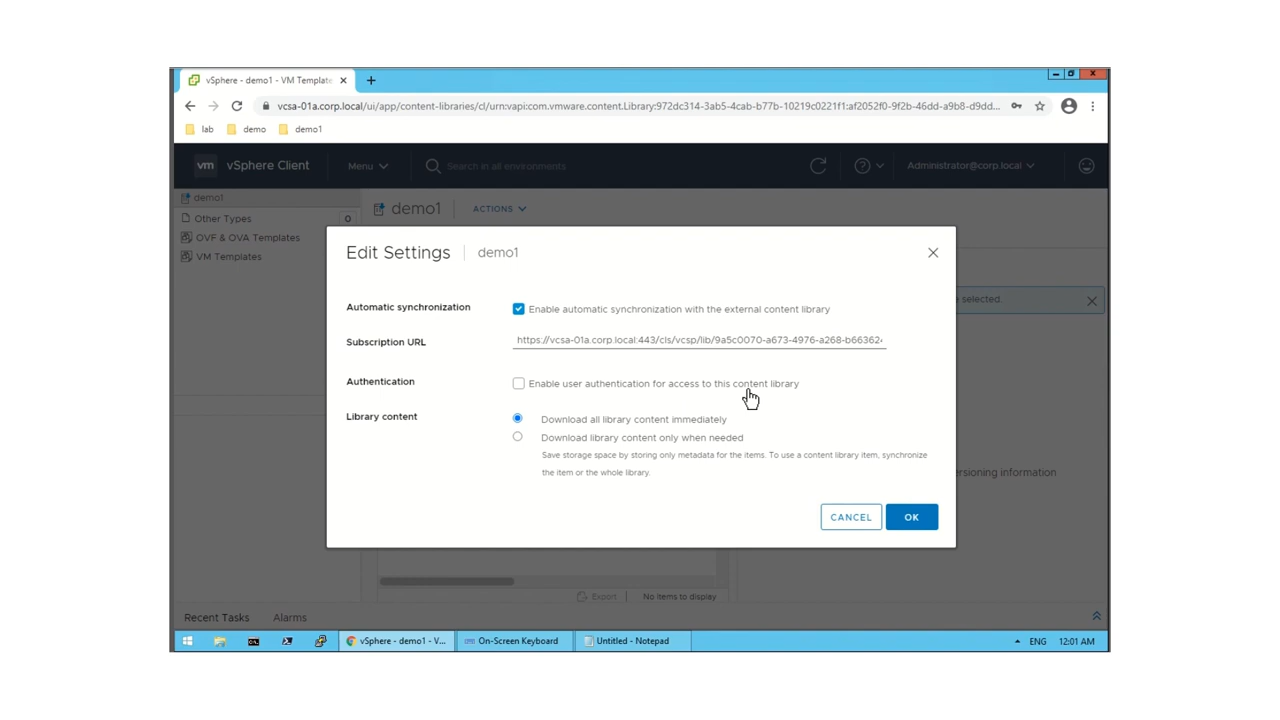 vSphere - demo1 - VM Template
vcsa-01a.corp.local/ui/app/content-libraries/cl/urn:vapi:com.vmware.content.Library:972dc314-3ab5-4cab-b77b-10219c0221f1:af2052f0-9f2b-46dd-a9b8-d9dd...
lab demo demo1
vm vSphere Client Menu Search in all environments Administrator@corp.local
demo1
Other Types 0
OVF & OVA Templates
VM Templates
demo1 ACTIONS
Edit Settings demo1
e selected.
Automatic synchronization Enable automatic synchronization with the external content library
Subscription URL https://vcsa-01a.corp.local:443/cls/vcsp/lib/9a5c0070-a673-4976-a268-b66362
Authentication Enable user authentication for access to this content library
Library content Download all library content immediately
Download library content only when needed
Save storage space by storing only metadata for the items. To use a content library item, synchronize
the item or the whole library.
ersioning information
CANCEL OK
Export No items to display
Recent Tasks Alarms
vSphere - demo1 - V... On-Screen Keyboard Untitled - Notepad ENG 12:01 AM